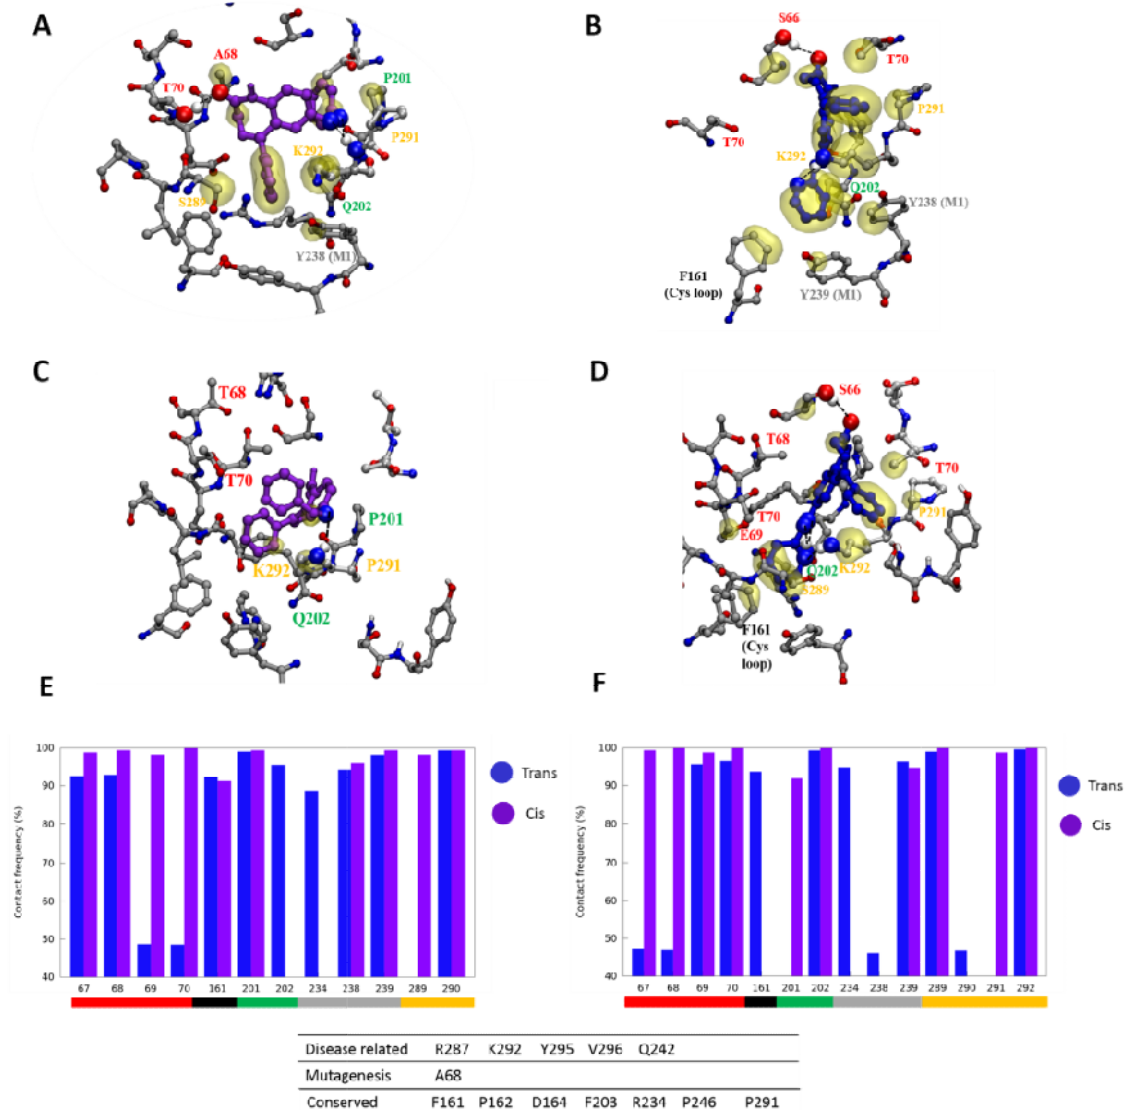 A
A68
T70
P201
P291
K292
S289
Q202
Y238 (M1)
B
S66
T70
T70
P291
K292
Q202
Y238 (M1)
F161
(Cys loop)
Y239 (M1)
C
T68
T70
P201
K292
P291
Q202
D
S66
T68
T70
T70
E69
P291
K292
Q202
S289
F161
(Cys
loop)
E
Contact frequency (%)
100
90
80
70
60
50
40
67 68 69 70 161 201 202 234 238 239 289 290
Trans
Cis
F
Contact frequency (%)
100
90
80
70
60
50
40
67 68 69 70 161 201 202 234 238 239 289 290 291 292
Trans
Cis
Disease related R287 K292 Y295 V296 Q242
Mutagenesis A68
Conserved F161 P162 D164 F203 R234 P246 P291